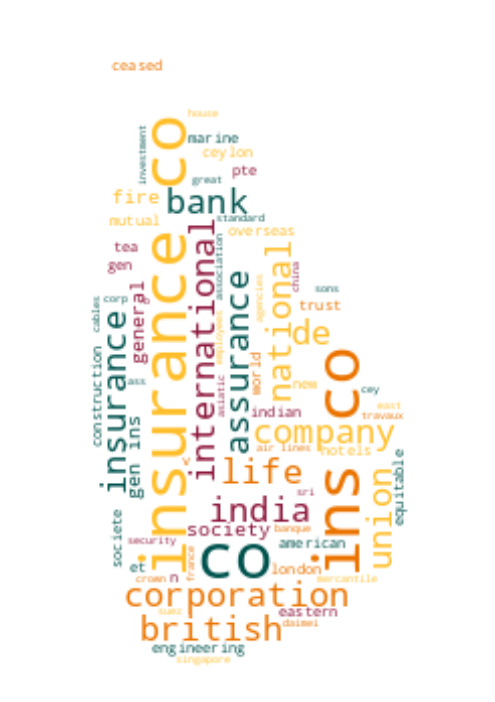 ceased
house
insurance co
investment
marine
ceylon
great
pte
fire
bank
mutual
standard
overseas
tea
gen
international
association
national
china
assurance
agencies
sons
general
corp
cables
trust
insurance
employees
de
world
construction
ass
asiatic
new
ins co
cey
east
indian
travaux
gen ins
company
air lines
hotels
v
life
union
equitable
sri
india
societe
society
banque
security
co
american
france
et
crown
n
london
mercantile
corporation
suez
eastern
british
daimei
engineering
singapore